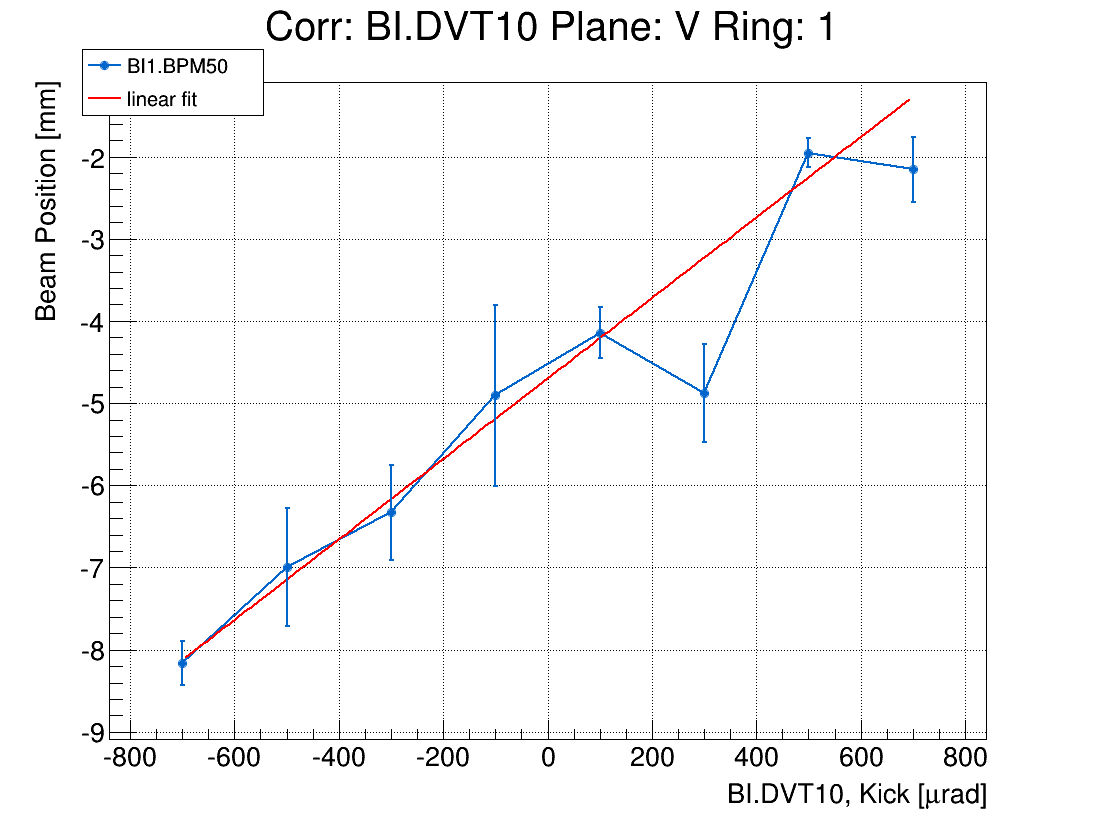 Corr: BI.DVT10 Plane: V Ring: 1
BI1.BPM50
linear fit
Beam Position [mm]
-2
-3
-4
-5
-6
-7
-8
-9
-800 -600 -400 -200 0 200 400 600 800
BI.DVT10, Kick [μrad]